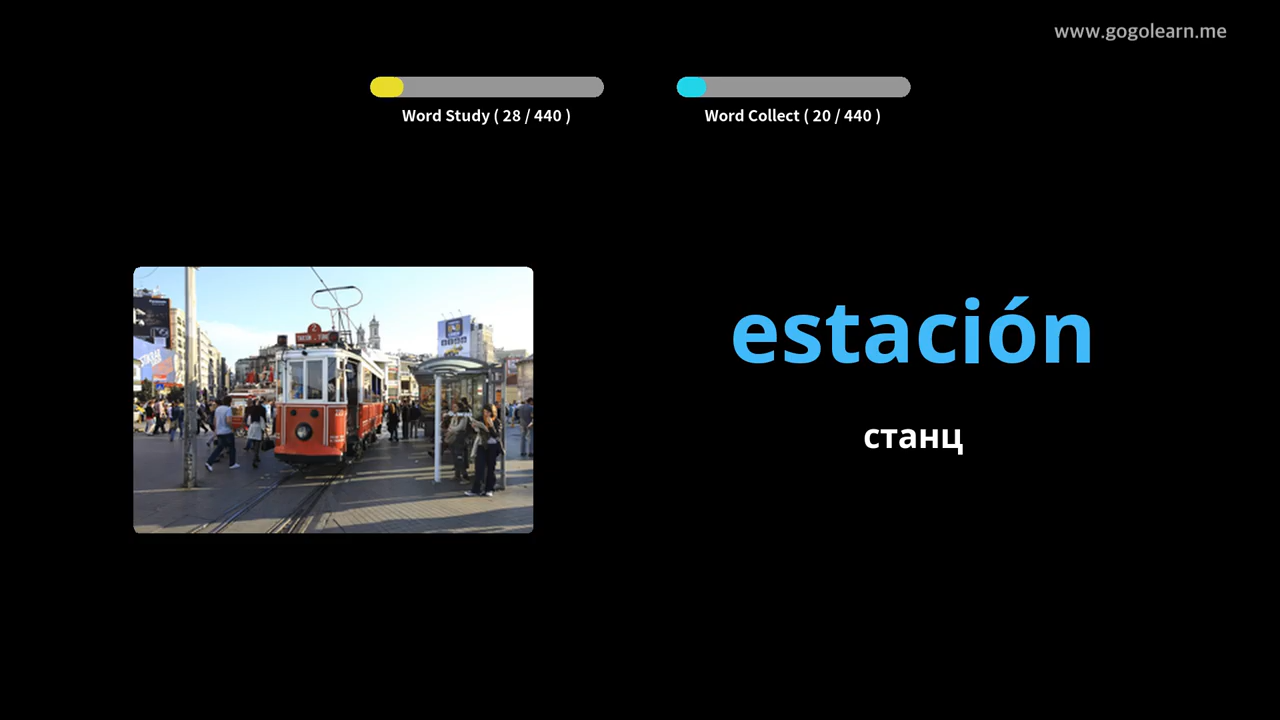 www.gogolearn.me
Word Study ( 28 / 440 )
Word Collect ( 20 / 440 )
estación
станц